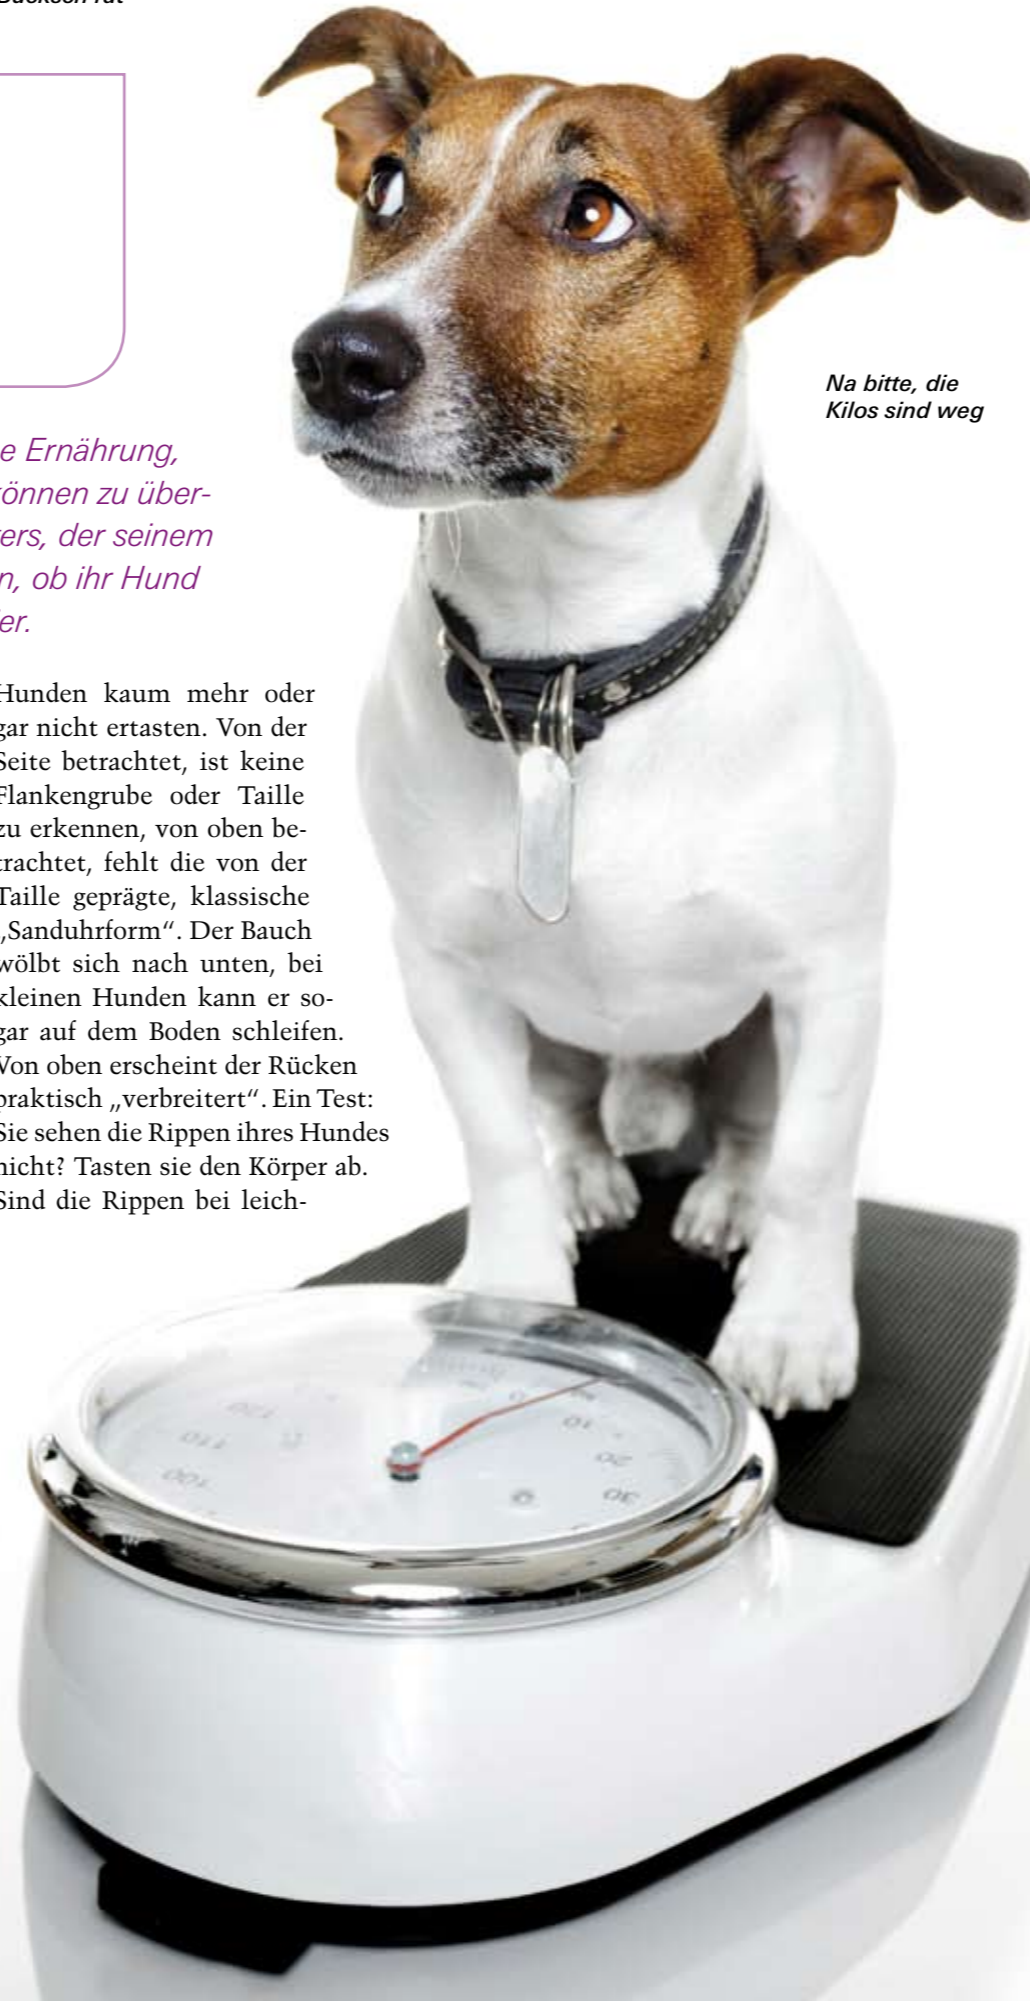 e Ernährung,
können zu über-
ers, der seinem
n, ob ihr Hund
er.
Hunden kaum mehr oder
gar nicht ertasten. Von der
Seite betrachtet, ist keine
Flankengrube oder Taille
zu erkennen, von oben be-
trachtet, fehlt die von der
Taille geprägte, klassische
„Sanduhrform“. Der Bauch
wölbt sich nach unten, bei
kleinen Hunden kann er so-
gar auf dem Boden schleifen.
Von oben erscheint der Rücken
praktisch „verbreitert“. Ein Test:
Sie sehen die Rippen ihres Hundes
nicht? Tasten sie den Körper ab.
Sind die Rippen bei leich-
Na bitte, die
Kilos sind weg
120
110
100
0
10
20
30